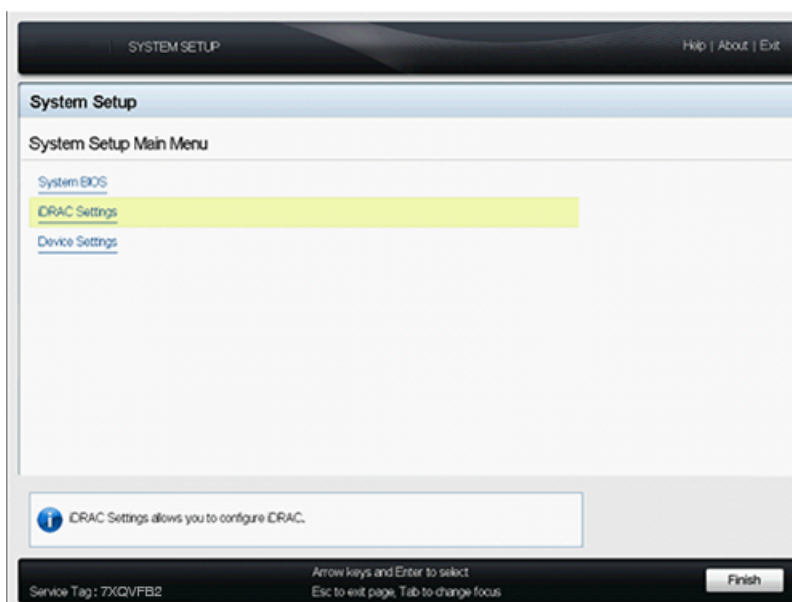 SYSTEM SETUP
Help | About | Exit
System Setup
System Setup Main Menu
System BIOS
iDRAC Settings
Device Settings
iDRAC Settings allows you to configure iDRAC.
Service Tag : 7XQVFB2
Arrow keys and Enter to select
Esc to exit page, Tab to change focus
Finish